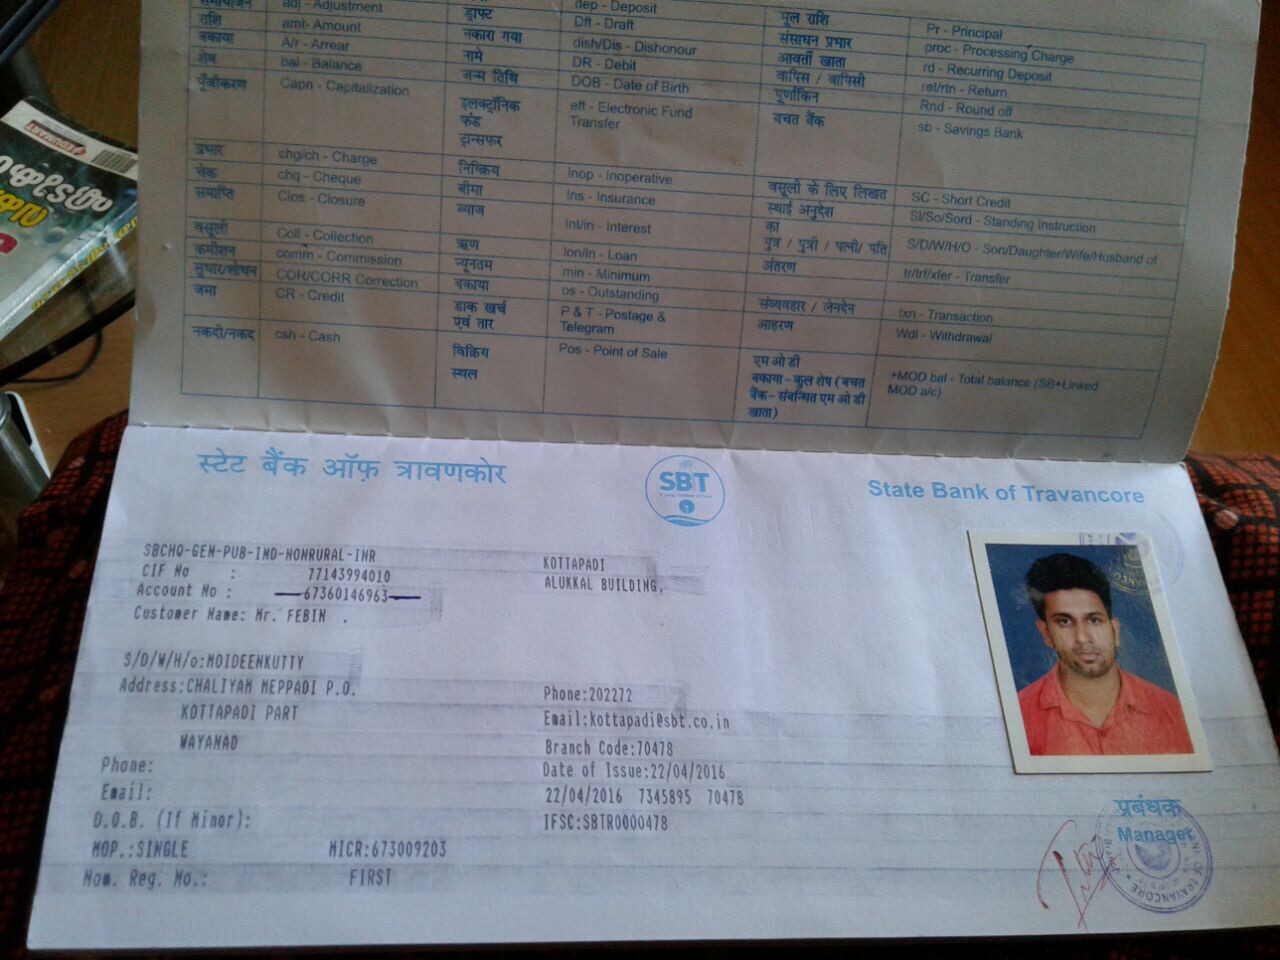 समायोजन adj - Adjustment dep - Deposit
राशि amt- Amount ड्राफ्ट Dft - Draft मूल राशि Pr - Principal
बकाया A/r - Arrear नकारा गया dish/Dis - Dishonour संसाधन प्रभार proc - Processing Charge
शेष bal - Balance नामे DR - Debit आवर्ती खाता rd - Recurring Deposit
पूँजीकरण Capn - Capitalization जन्म तिथि DOB - Date of Birth वापिस / वापिसी ret/rtn - Return
पूर्णांकिन Rnd - Round off
इलक्ट्रॉनिक eft - Electronic Fund बचत बैंक sb - Savings Bank
फंड Transfer
ट्रान्सफर
प्रभार chg/ch - Charge निष्क्रिय Inop - Inoperative
चेक chq - Cheque बीमा Ins - Insurance वसूली के लिए लिखत SC - Short Credit
समाप्ति Clos - Closure ब्याज Int/in - Interest स्थाई अनुदेश SI/So/Sord - Standing Instruction
का
वसूली Coll - Collection ऋण lon/ln - Loan पुत्र / पुत्री / पत्नी/ पति S/D/W/H/O - Son/Daughter/Wife/Husband of
कमीशन comm - Commission न्यूनतम min - Minimum अंतरण tr/trf/xfer - Transfer
सुधार/शोधन COR/CORR Correction बकाया os - Outstanding
जमा CR - Credit डाक खर्च P & T - Postage & संव्यवहार / लेनदेन txn - Transaction
एवं तार Telegram आहरण Wdl - Withdrawal
नकदी/नकद csh - Cash विक्रिय Pos - Point of Sale
स्थल
एम ओ डी
बकाया - कुल शेष ( बचत +MOD bal - Total balance (SB+Linked
बैंक - संबन्धित एम ओ डी MOD a/c)
खाता )
स्टेट बैंक ऑफ़ त्रावणकोर SBT State Bank of Travancore
SBCHQ-GEN-PUB-IND-NONRURAL-INR KOTTAPADI
CIF No : 77143994010 ALUKKAL BUILDING,
Account No : 67360146963
Customer Name: Mr. FEBIN .
S/D/W/H/o:MOIDEENKUTTY
Address:CHALIYAM MEPPADI P.O. Phone:202272
KOTTAPADI PART Email:kottapadi@sbt.co.in
WAYANAD Branch Code:70478
Phone: Date of Issue:22/04/2016
Email: 22/04/2016 7345895 70478
D.O.B. (If Minor): IFSC:SBTR0000478
MOP.:SINGLE MICR:673009203
Nom. Reg. No.: FIRST
प्रबंधक
Manager
OF TRAVANCORE